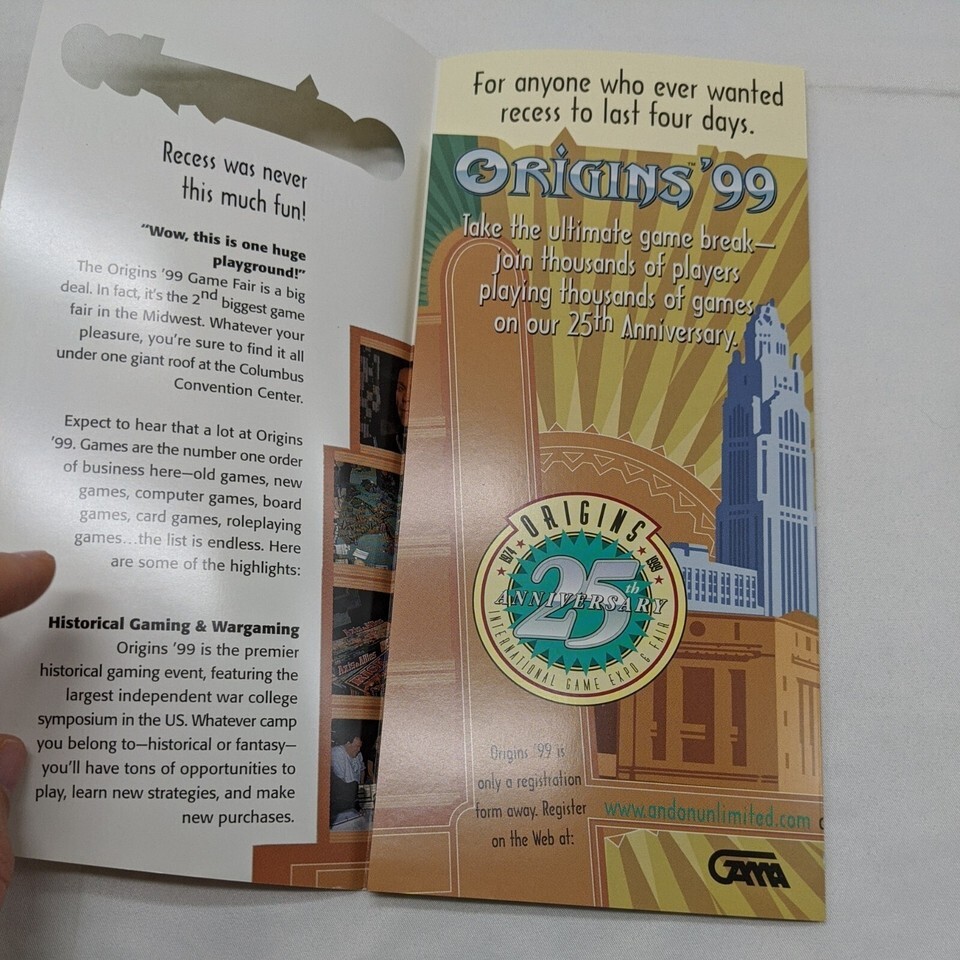 Recess was never
this much fun!
"Wow, this is one huge
playground!"
The Origins '99 Game Fair is a big
deal. In fact, it's the 2nd biggest game
fair in the Midwest. Whatever your
pleasure, you're sure to find it all
under one giant roof at the Columbus
Convention Center.
Expect to hear that a lot at Origins
'99. Games are the number one order
of business here—old games, new
games, computer games, board
games, card games, roleplaying
games...the list is endless. Here
are some of the highlights:
Historical Gaming & Wargaming
Origins '99 is the premier
historical gaming event, featuring the
largest independent war college
symposium in the US. Whatever camp
you belong to—historical or fantasy—
you'll have tons of opportunities to
play, learn new strategies, and make
new purchases.
For anyone who ever wanted
recess to last four days.
ORIGINS™ '99
Take the ultimate game break—
join thousands of players
playing thousands of games
on our 25th Anniversary.
ORIGINS
1974 1999
25th
ANNIVERSARY
INTERNATIONAL GAME EXPO & FAIR
Origins '99 is
only a registration
form away. Register
on the Web at:
www.andonunlimited.com
GAMA